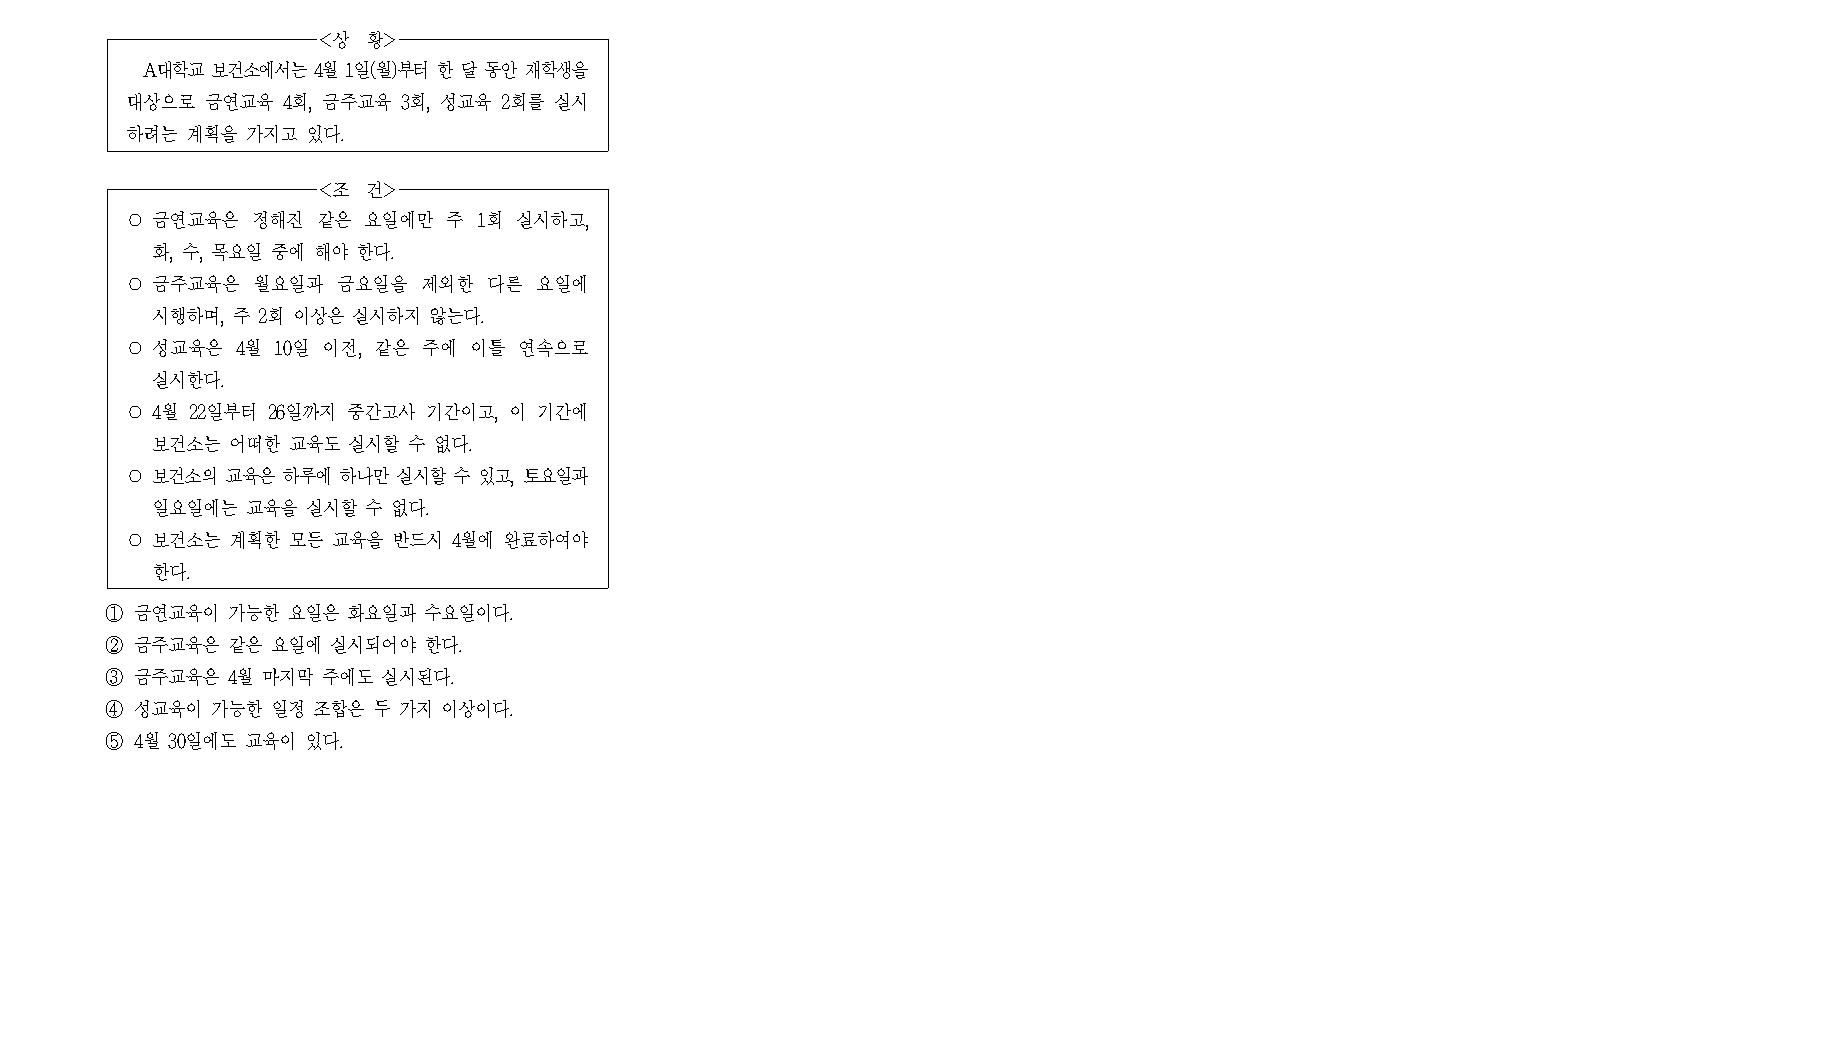 <상 황>
A대학교 보건소에서는 4월 1일(월)부터 한 달 동안 재학생을
대상으로 금연교육 4회, 금주교육 3회, 성교육 2회를 실시
하려는 계획을 가지고 있다.
<조 건>
○ 금연교육은 정해진 같은 요일에만 주 1회 실시하고,
화, 수, 목요일 중에 해야 한다.
○ 금주교육은 월요일과 금요일을 제외한 다른 요일에
시행하며, 주 2회 이상은 실시하지 않는다.
○ 성교육은 4월 10일 이전, 같은 주에 이틀 연속으로
실시한다.
○ 4월 22일부터 26일까지 중간고사 기간이고, 이 기간에
보건소는 어떠한 교육도 실시할 수 없다.
○ 보건소의 교육은 하루에 하나만 실시할 수 있고, 토요일과
일요일에는 교육을 실시할 수 없다.
○ 보건소는 계획한 모든 교육을 반드시 4월에 완료하여야
한다.
① 금연교육이 가능한 요일은 화요일과 수요일이다.
② 금주교육은 같은 요일에 실시되어야 한다.
③ 금주교육은 4월 마지막 주에도 실시된다.
④ 성교육이 가능한 일정 조합은 두 가지 이상이다.
⑤ 4월 30일에도 교육이 있다.